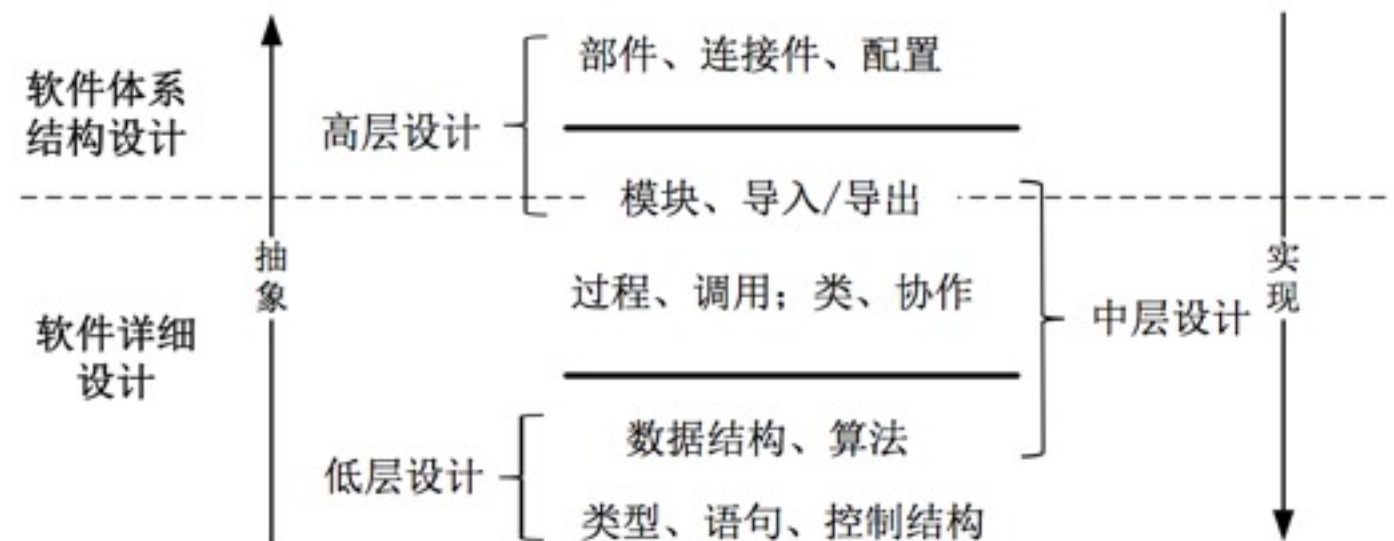 部件、连接件、配置
软件体系
结构设计
高层设计
模块、导入/导出
抽
象
实
现
过程、调用；类、协作
中层设计
软件详细
设计
数据结构、算法
低层设计
类型、语句、控制结构